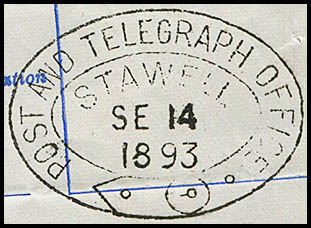 POST AND TELEGRAPH OFFICE
STAWELL
SE 14
1893